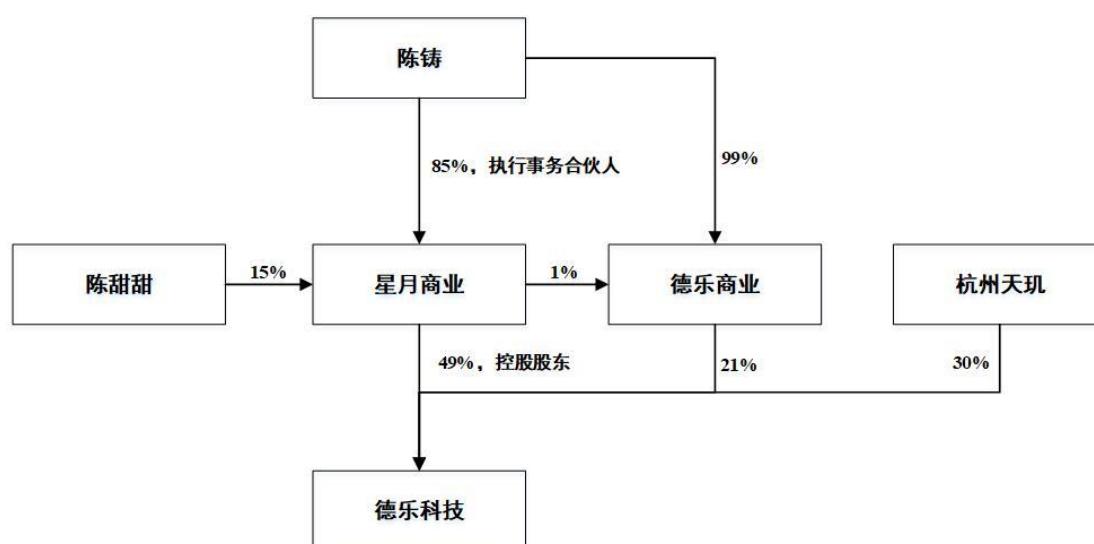 陈铸
85%，执行事务合伙人
99%
陈甜甜
15%
星月商业
1%
德乐商业
杭州天玑
49%，控股股东
21%
30%
德乐科技